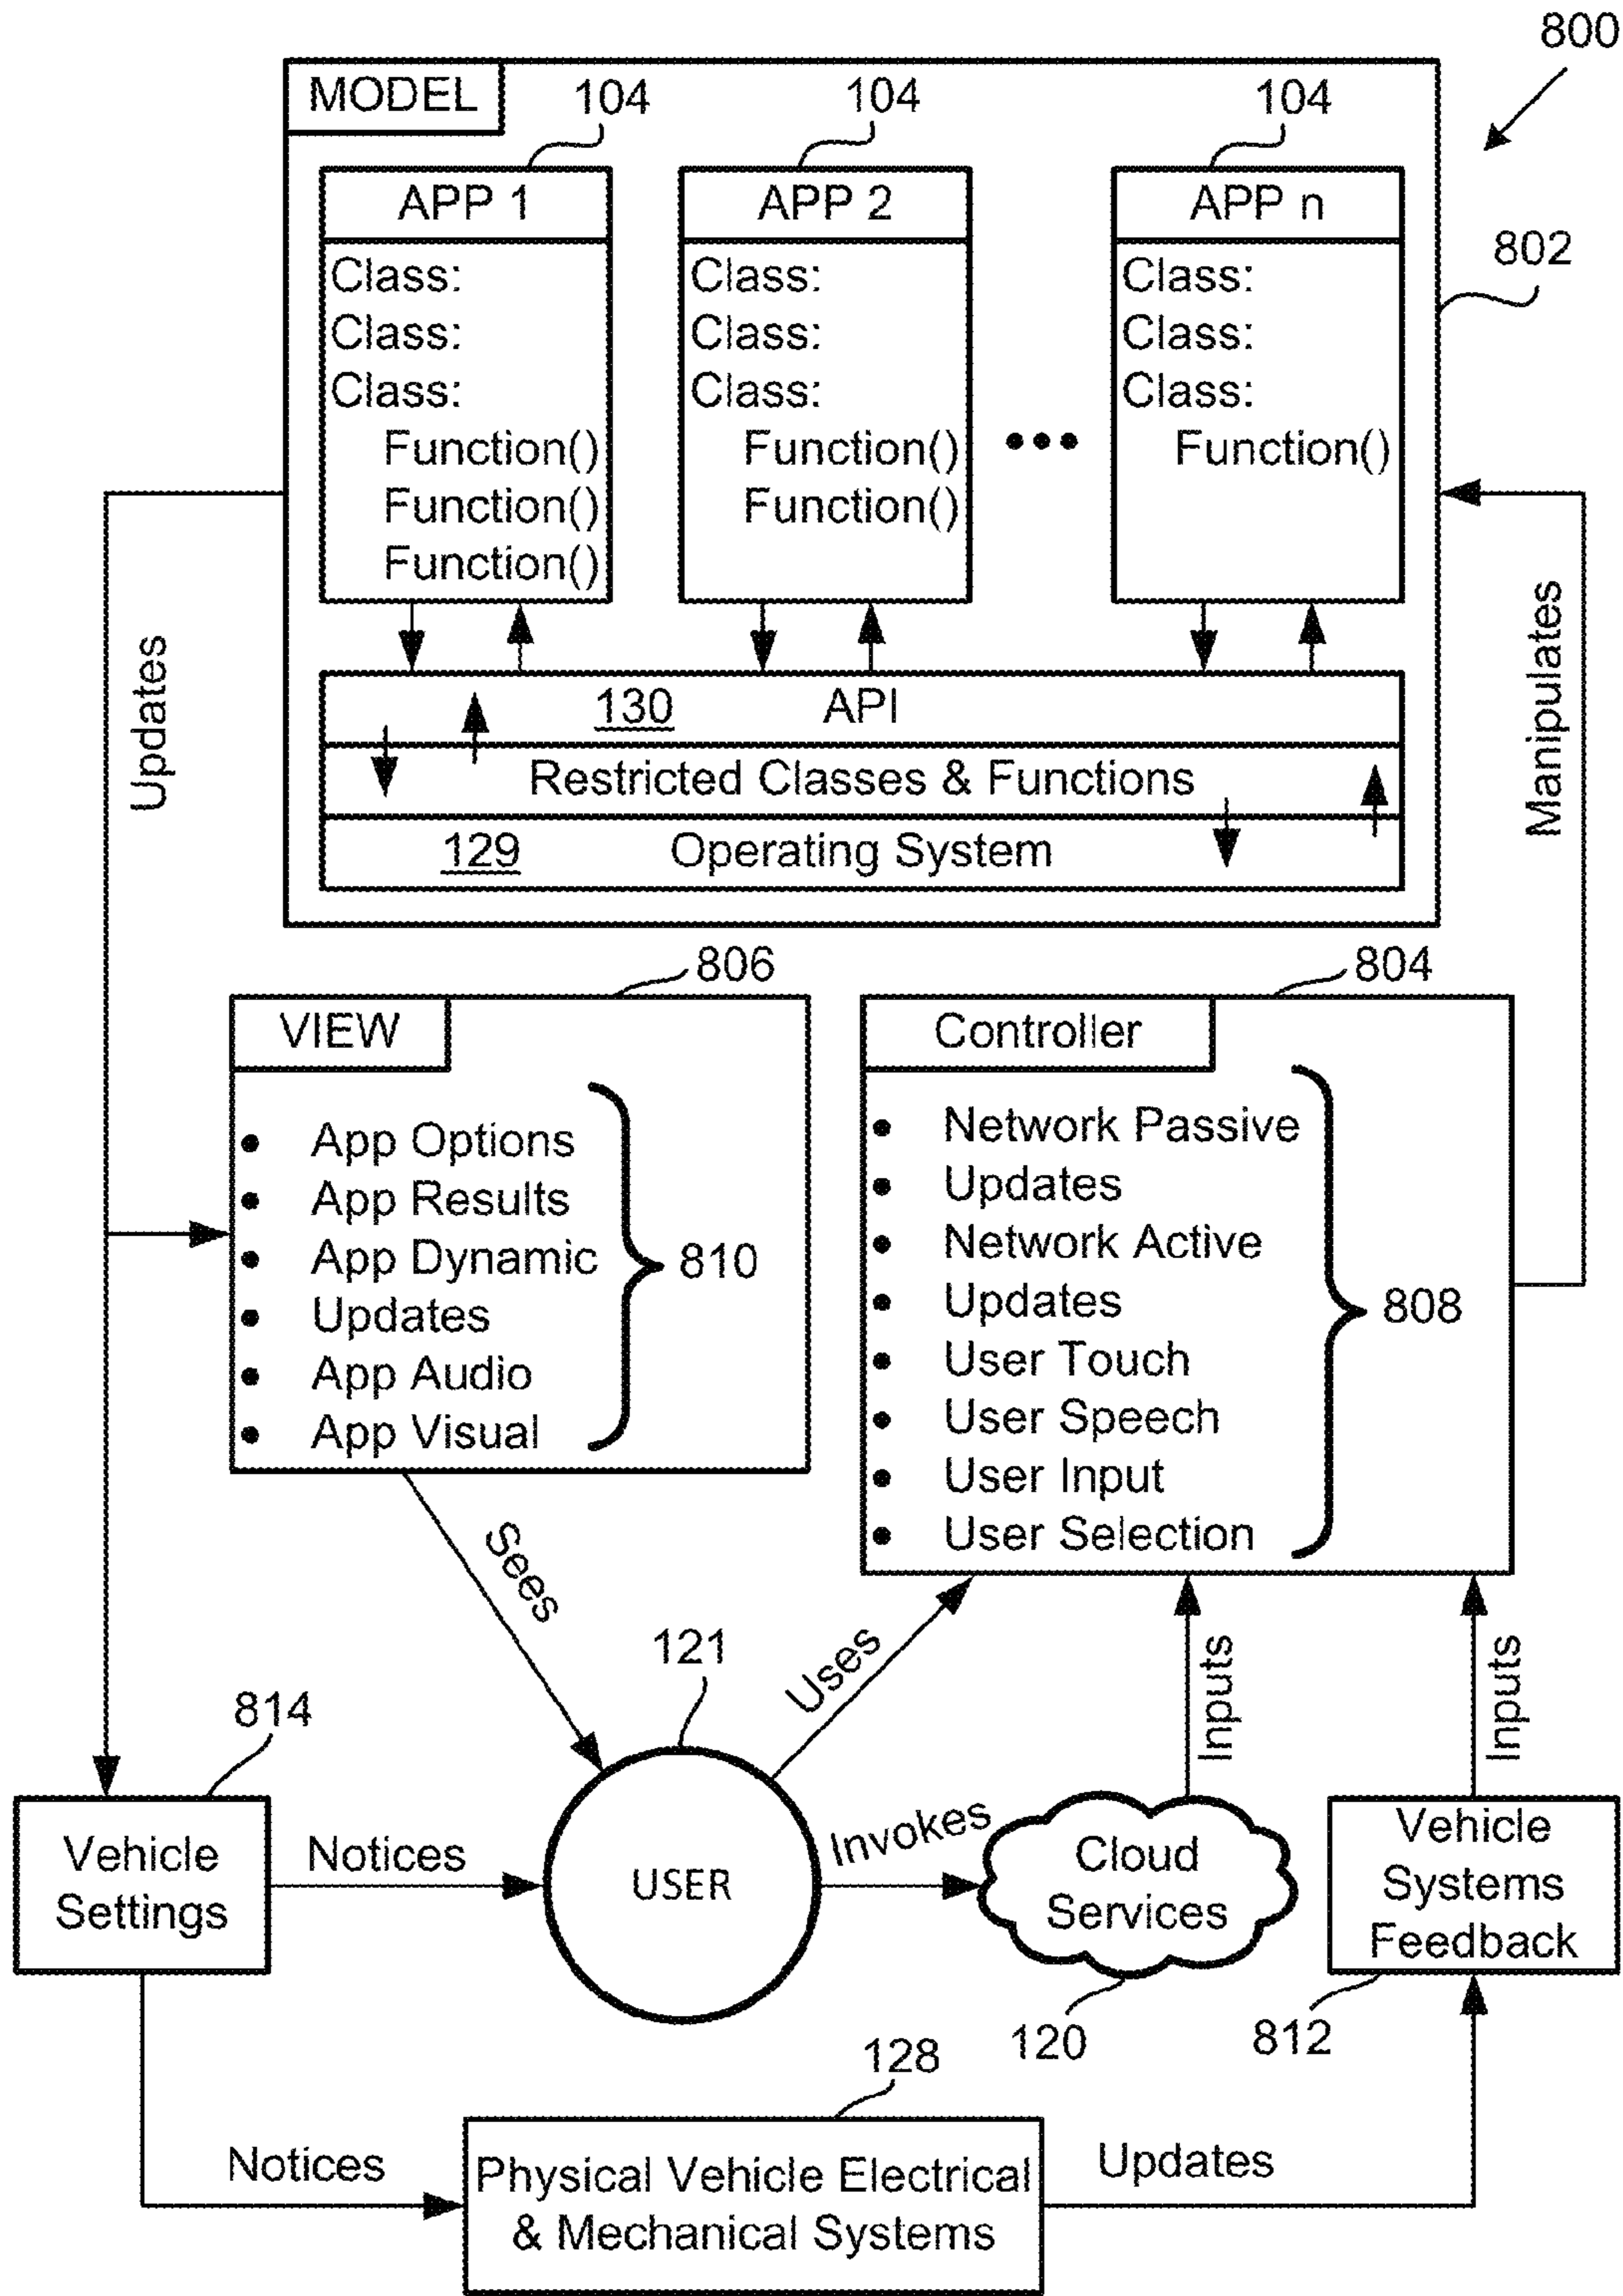 800
MODEL
104
104
104
APP 1
APP 2
APP n
802
Class:
Class:
Class:
Function()
Function()
Function()
Class:
Class:
Class:
Function()
Function()
•••
Class:
Class:
Class:
Function()
Updates
Manipulates
130 API
Restricted Classes & Functions
129 Operating System
806
VIEW
• App Options
• App Results
• App Dynamic
• Updates
• App Audio
• App Visual
810
804
Controller
• Network Passive
• Updates
• Network Active
• Updates
• User Touch
• User Speech
• User Input
• User Selection
808
Sees
Uses
Inputs
Inputs
121
814
Vehicle
Settings
Notices
USER
Invokes
Cloud
Services
Vehicle
Systems
Feedback
120
812
128
Notices
Physical Vehicle Electrical
& Mechanical Systems
Updates